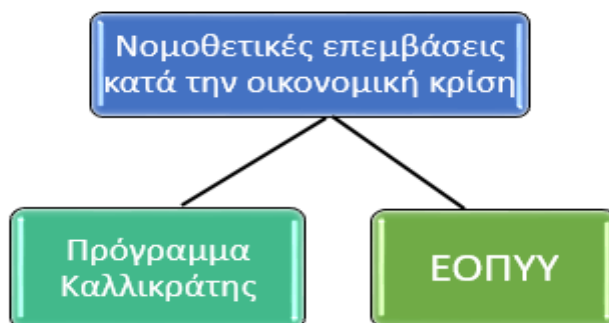 Νομοθετικές επεμβάσεις
κατά την οικονομική κρίση
Πρόγραμμα
Καλλικράτης
ΕΟΠΥΥ